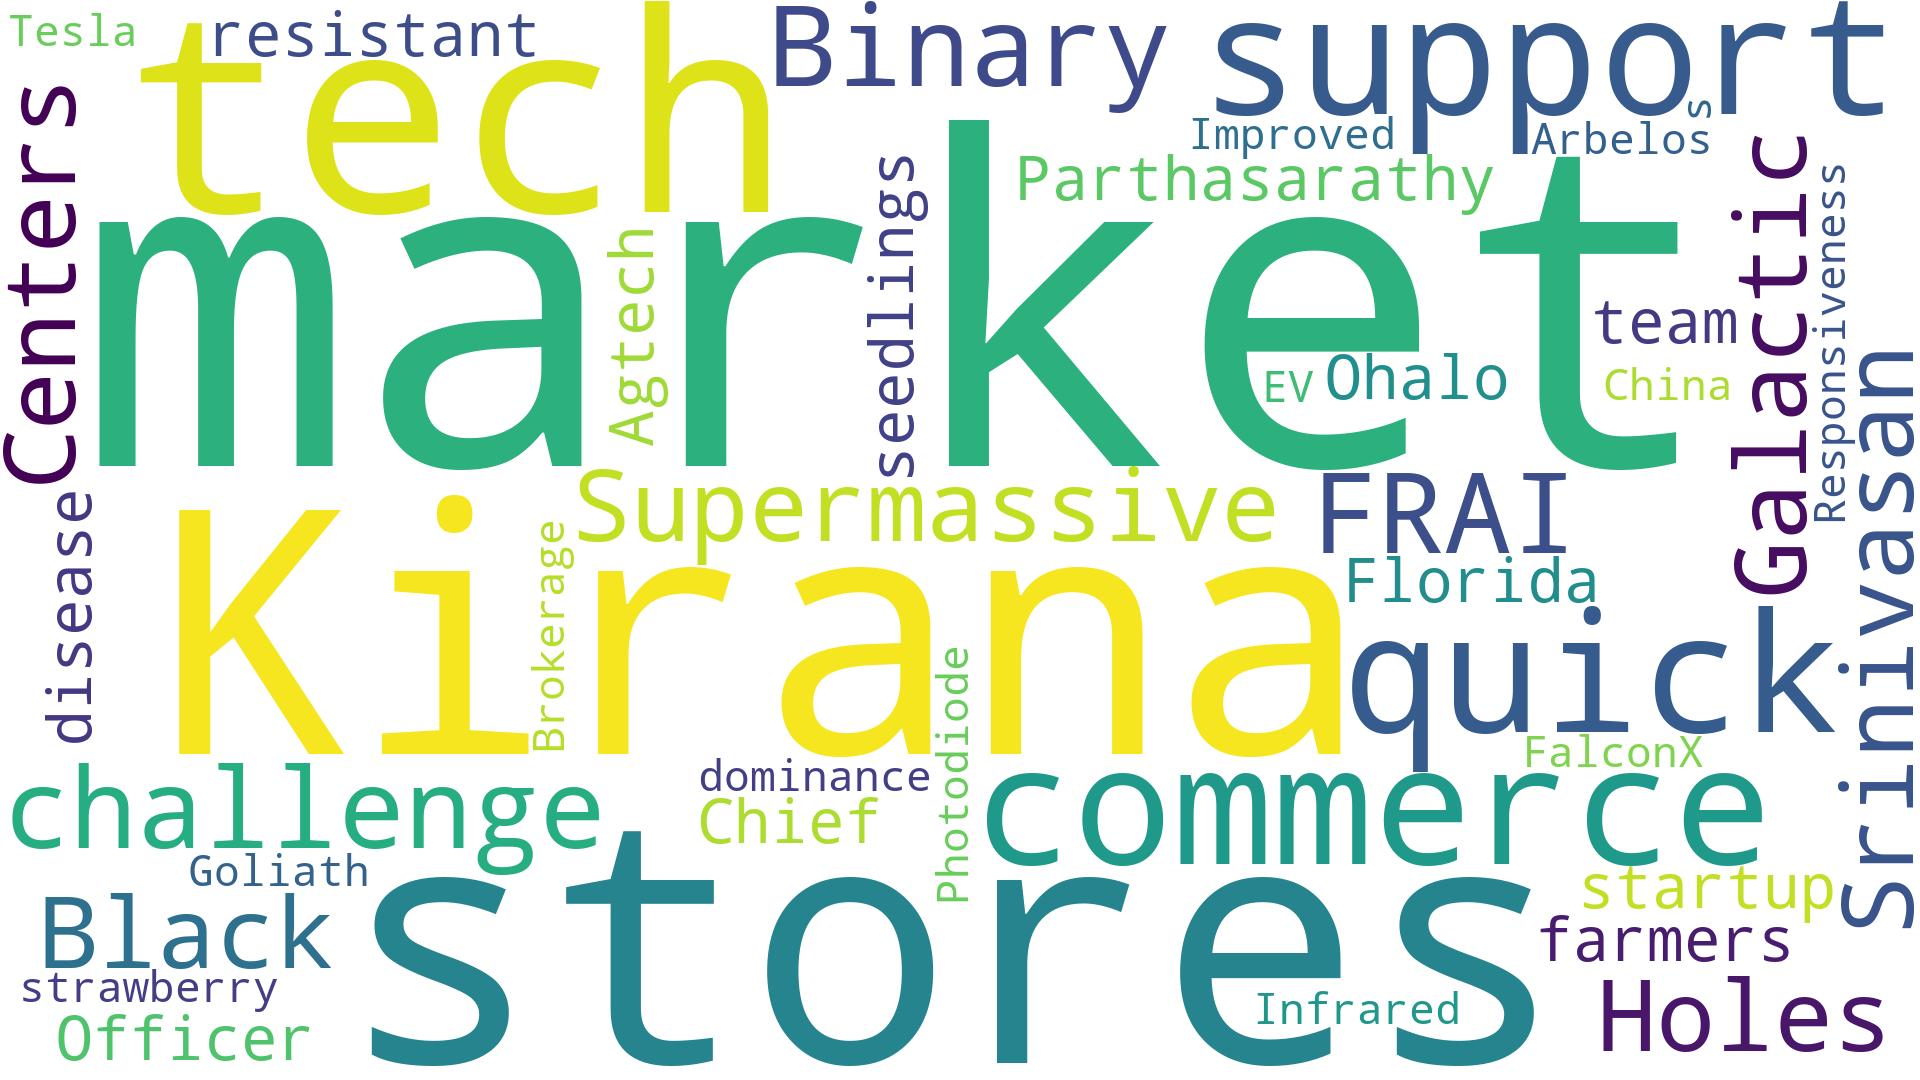 Tesla
resistant
tech
Binary
support
s
Improved
Arbelos
Parthasarathy
Centers
market
seedlings
Agtech
Galactic
Responsiveness
team
EV
Ohalo
China
Srinivasan
disease
Supermassive
FRAI
Florida
Kirana
Brokerage
quick
Photodiode
FalconX
challenge
dominance
Chief
commerce
Goliath
Black
stores
startup
farmers
strawberry
Officer
Infrared
Holes